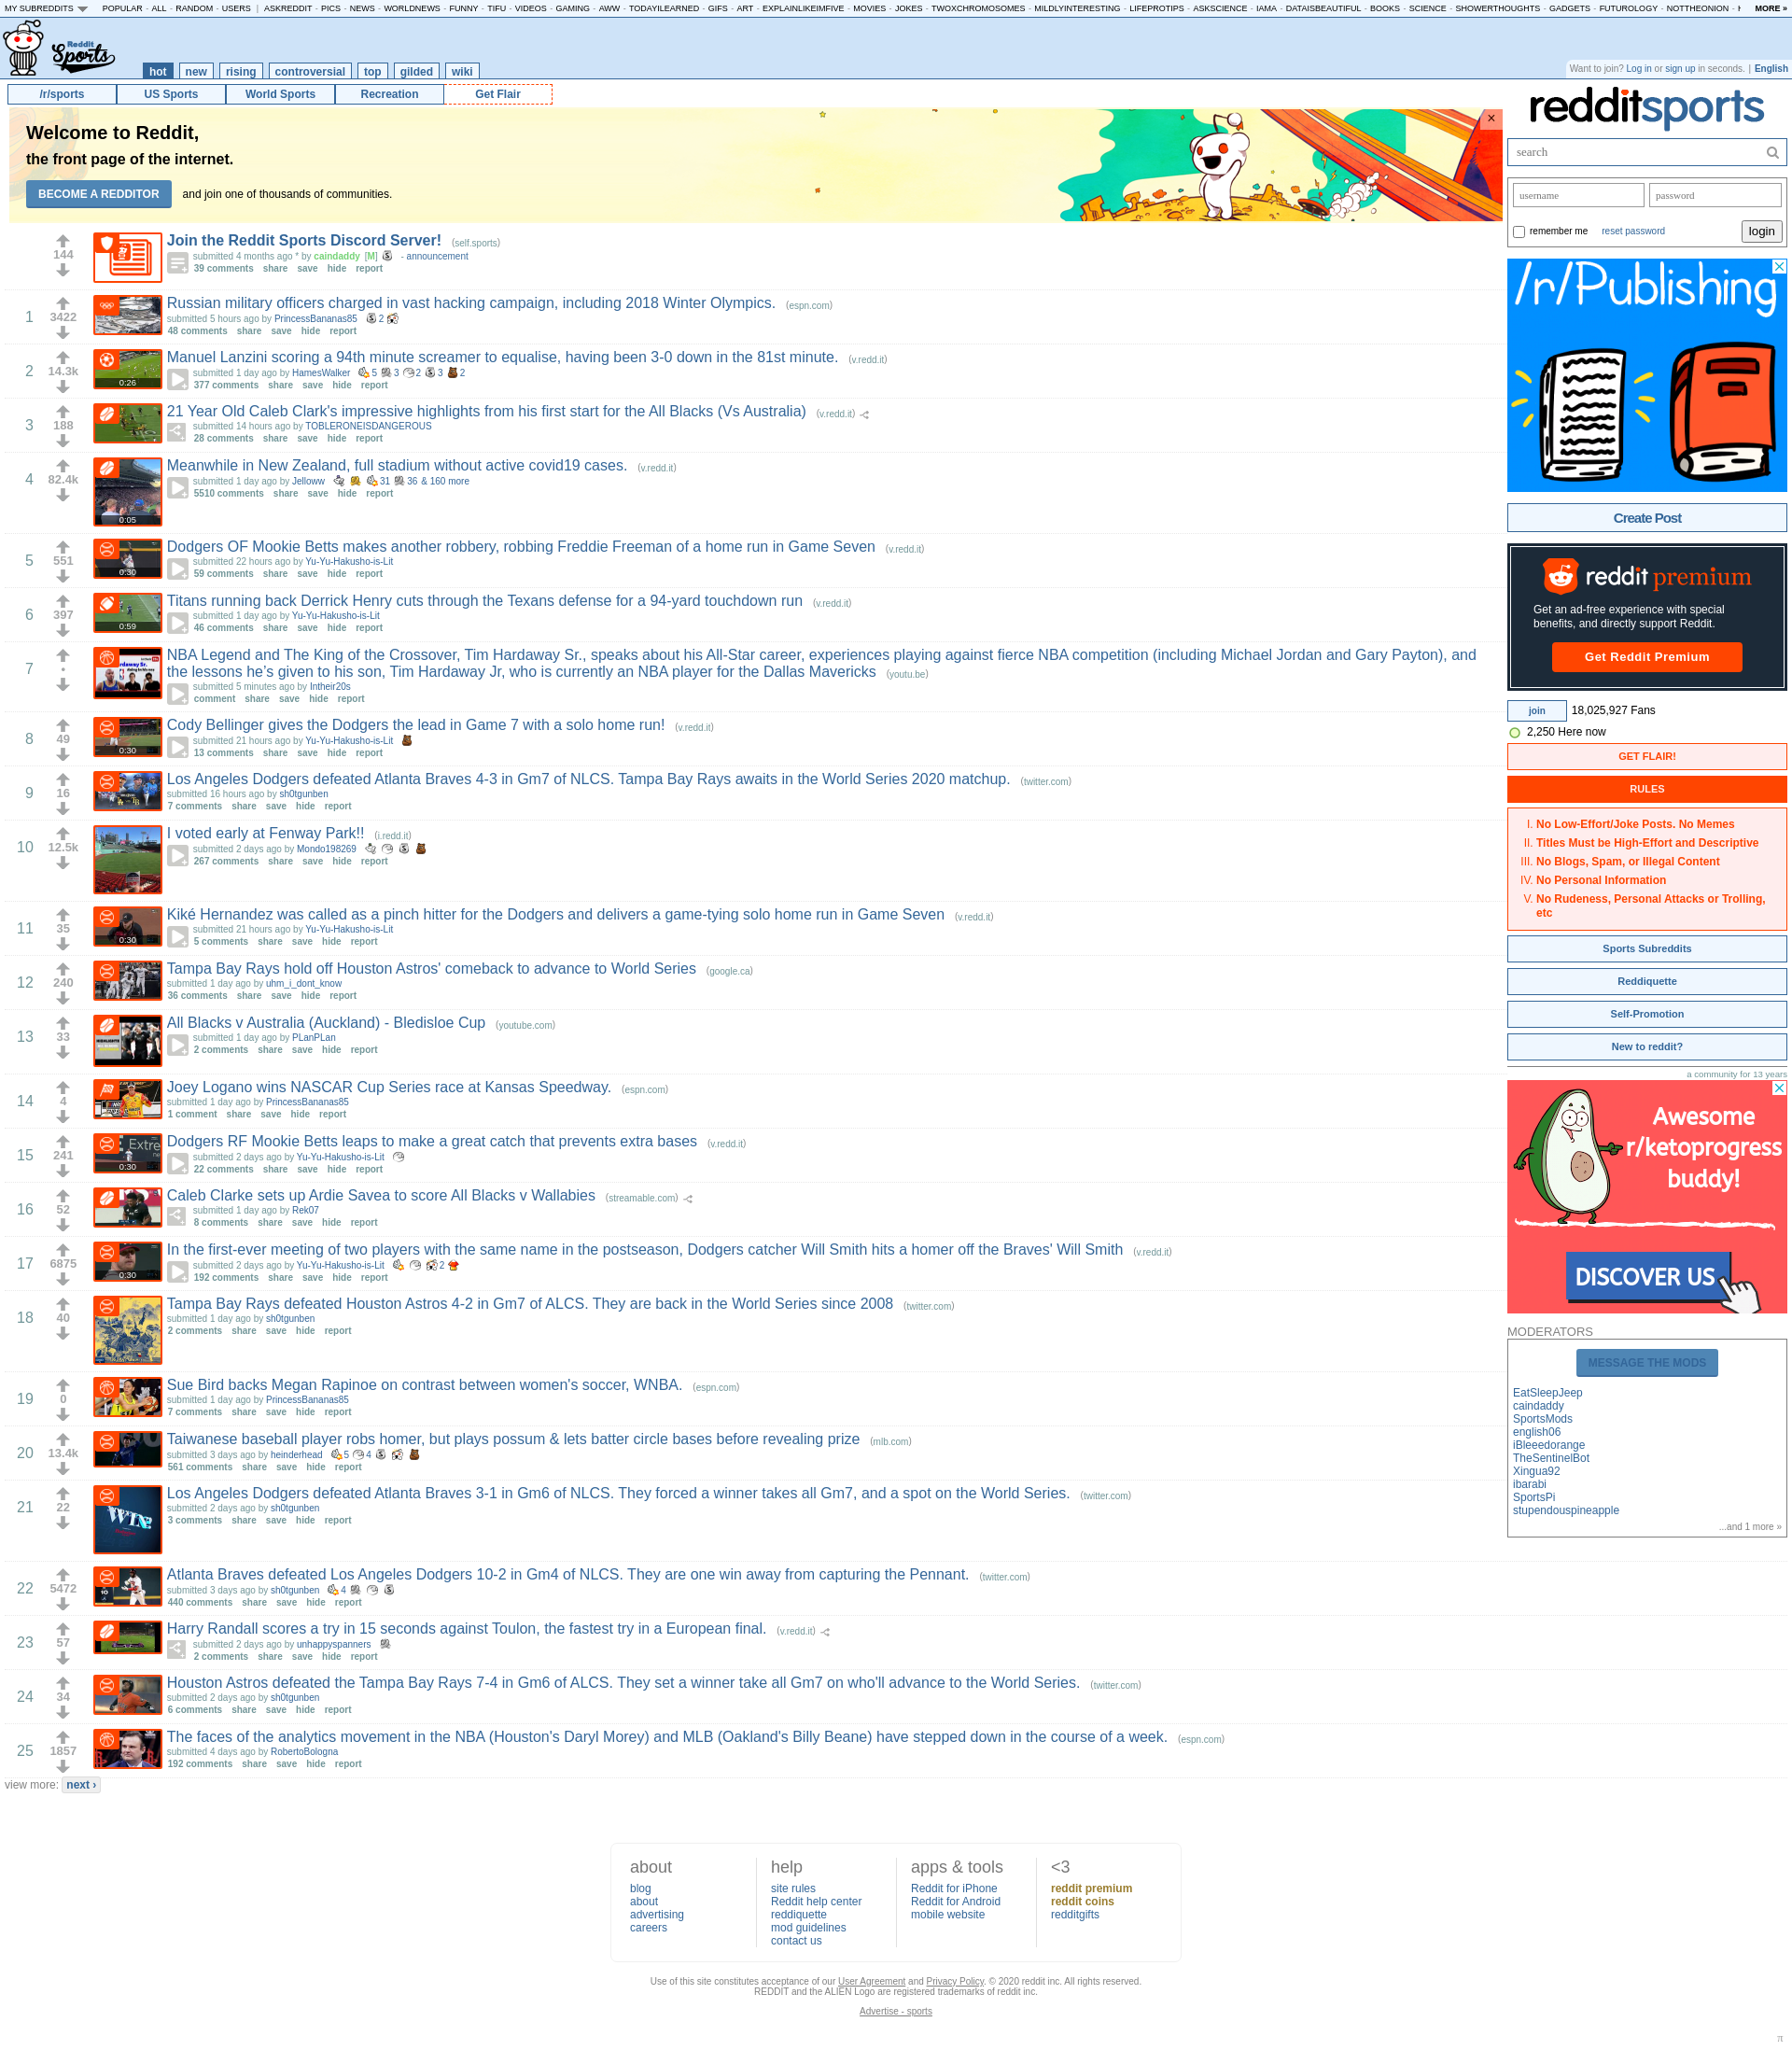 MY SUBREDDITS POPULAR - ALL - RANDOM - USERS | ASKREDDIT - PICS - NEWS - WORLDNEWS - FUNNY - TIFU - VIDEOS - GAMING - AWW - TODAYILEARNED - GIFS - ART - EXPLAINLIKEIMFIVE - MOVIES - JOKES - TWOXCHROMOSOMES - MILDLYINTERESTING - LIFEPROTIPS - ASKSCIENCE - IAMA - DATAISBEAUTIFUL - BOOKS - SCIENCE - SHOWERTHOUGHTS - GADGETS - FUTUROLOGY - NOTTHEONION - MORE »
Reddit Sports
hot new rising controversial top gilded wiki
Want to join? Log in or sign up in seconds. | English
/r/sports US Sports World Sports Recreation Get Flair
redditsports
Welcome to Reddit,
the front page of the internet.
BECOME A REDDITOR and join one of thousands of communities.
×
144
Join the Reddit Sports Discord Server! (self.sports)
submitted 4 months ago * by caindaddy [M] - announcement
39 comments share save hide report
1
3422
Russian military officers charged in vast hacking campaign, including 2018 Winter Olympics. (espn.com)
submitted 5 hours ago by PrincessBananas85 2
48 comments share save hide report
2
14.3k
0:26
Manuel Lanzini scoring a 94th minute screamer to equalise, having been 3-0 down in the 81st minute. (v.redd.it)
submitted 1 day ago by HamesWalker 5 3 2 3 2
377 comments share save hide report
3
188
21 Year Old Caleb Clark's impressive highlights from his first start for the All Blacks (Vs Australia) (v.redd.it)
submitted 14 hours ago by TOBLERONEISDANGEROUS
28 comments share save hide report
4
82.4k
0:05
Meanwhile in New Zealand, full stadium without active covid19 cases. (v.redd.it)
submitted 1 day ago by Jelloww 31 36 & 160 more
5510 comments share save hide report
5
551
0:30
Dodgers OF Mookie Betts makes another robbery, robbing Freddie Freeman of a home run in Game Seven (v.redd.it)
submitted 22 hours ago by Yu-Yu-Hakusho-is-Lit
59 comments share save hide report
6
397
0:59
Titans running back Derrick Henry cuts through the Texans defense for a 94-yard touchdown run (v.redd.it)
submitted 1 day ago by Yu-Yu-Hakusho-is-Lit
46 comments share save hide report
7
•
NBA Legend and The King of the Crossover, Tim Hardaway Sr., speaks about his All-Star career, experiences playing against fierce NBA competition (including Michael Jordan and Gary Payton), and
the lessons he's given to his son, Tim Hardaway Jr, who is currently an NBA player for the Dallas Mavericks (youtu.be)
submitted 5 minutes ago by Intheir20s
comment share save hide report
8
49
0:30
Cody Bellinger gives the Dodgers the lead in Game 7 with a solo home run! (v.redd.it)
submitted 21 hours ago by Yu-Yu-Hakusho-is-Lit
13 comments share save hide report
9
16
Los Angeles Dodgers defeated Atlanta Braves 4-3 in Gm7 of NLCS. Tampa Bay Rays awaits in the World Series 2020 matchup. (twitter.com)
submitted 16 hours ago by sh0tgunben
7 comments share save hide report
10
12.5k
I voted early at Fenway Park!! (i.redd.it)
submitted 2 days ago by Mondo198269
267 comments share save hide report
11
35
0:30
Kiké Hernandez was called as a pinch hitter for the Dodgers and delivers a game-tying solo home run in Game Seven (v.redd.it)
submitted 21 hours ago by Yu-Yu-Hakusho-is-Lit
5 comments share save hide report
12
240
Tampa Bay Rays hold off Houston Astros' comeback to advance to World Series (google.ca)
submitted 1 day ago by uhm_i_dont_know
36 comments share save hide report
13
33
All Blacks v Australia (Auckland) - Bledisloe Cup (youtube.com)
submitted 1 day ago by PLanPLan
2 comments share save hide report
14
4
Joey Logano wins NASCAR Cup Series race at Kansas Speedway. (espn.com)
submitted 1 day ago by PrincessBananas85
1 comment share save hide report
15
241
Extre
0:30
Dodgers RF Mookie Betts leaps to make a great catch that prevents extra bases (v.redd.it)
submitted 2 days ago by Yu-Yu-Hakusho-is-Lit
22 comments share save hide report
16
52
Caleb Clarke sets up Ardie Savea to score All Blacks v Wallabies (streamable.com)
submitted 1 day ago by Rek07
8 comments share save hide report
17
6875
0:30
In the first-ever meeting of two players with the same name in the postseason, Dodgers catcher Will Smith hits a homer off the Braves' Will Smith (v.redd.it)
submitted 2 days ago by Yu-Yu-Hakusho-is-Lit 2
192 comments share save hide report
18
40
Tampa Bay Rays defeated Houston Astros 4-2 in Gm7 of ALCS. They are back in the World Series since 2008 (twitter.com)
submitted 1 day ago by sh0tgunben
2 comments share save hide report
19
0
Sue Bird backs Megan Rapinoe on contrast between women's soccer, WNBA. (espn.com)
submitted 1 day ago by PrincessBananas85
7 comments share save hide report
20
13.4k
Taiwanese baseball player robs homer, but plays possum & lets batter circle bases before revealing prize (mlb.com)
submitted 3 days ago by heinderhead 5 4
561 comments share save hide report
21
22
WIN
Los Angeles Dodgers defeated Atlanta Braves 3-1 in Gm6 of NLCS. They forced a winner takes all Gm7, and a spot on the World Series. (twitter.com)
submitted 2 days ago by sh0tgunben
3 comments share save hide report
22
5472
Atlanta Braves defeated Los Angeles Dodgers 10-2 in Gm4 of NLCS. They are one win away from capturing the Pennant. (twitter.com)
submitted 3 days ago by sh0tgunben 4
440 comments share save hide report
23
57
Harry Randall scores a try in 15 seconds against Toulon, the fastest try in a European final. (v.redd.it)
submitted 2 days ago by unhappyspanners
2 comments share save hide report
24
34
Houston Astros defeated the Tampa Bay Rays 7-4 in Gm6 of ALCS. They set a winner take all Gm7 on who'll advance to the World Series. (twitter.com)
submitted 2 days ago by sh0tgunben
6 comments share save hide report
25
1857
The faces of the analytics movement in the NBA (Houston's Daryl Morey) and MLB (Oakland's Billy Beane) have stepped down in the course of a week. (espn.com)
submitted 4 days ago by RobertoBologna
192 comments share save hide report
view more: next ›
search
username password
remember me reset password login
/r/Publishing
Create Post
reddit premium
Get an ad-free experience with special
benefits, and directly support Reddit.
Get Reddit Premium
join 18,025,927 Fans
2,250 Here now
GET FLAIR!
RULES
I. No Low-Effort/Joke Posts. No Memes
II. Titles Must be High-Effort and Descriptive
III. No Blogs, Spam, or Illegal Content
IV. No Personal Information
V. No Rudeness, Personal Attacks or Trolling,
etc
Sports Subreddits
Reddiquette
Self-Promotion
New to reddit?
a community for 13 years
Awesome
r/ketoprogress
buddy!
DISCOVER US
MODERATORS
MESSAGE THE MODS
EatSleepJeep
caindaddy
SportsMods
english06
iBleeedorange
TheSentinelBot
Xingua92
ibarabi
SportsPi
stupendouspineapple
...and 1 more »
about
blog
about
advertising
careers
help
site rules
Reddit help center
reddiquette
mod guidelines
contact us
apps & tools
Reddit for iPhone
Reddit for Android
mobile website
<3
reddit premium
reddit coins
redditgifts
Use of this site constitutes acceptance of our User Agreement and Privacy Policy. © 2020 reddit inc. All rights reserved.
REDDIT and the ALIEN Logo are registered trademarks of reddit inc.
Advertise - sports
π